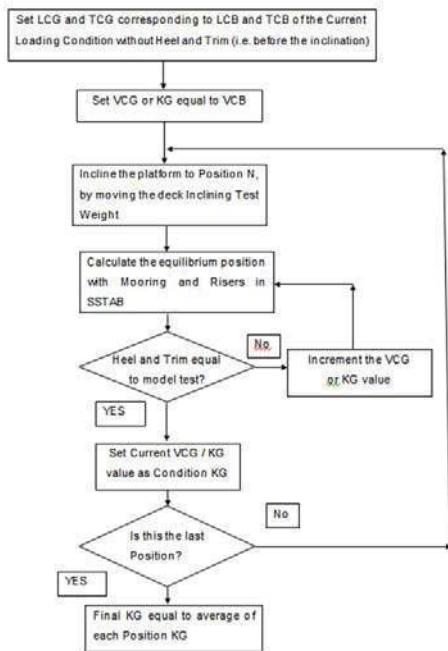 Set LCG and TCG corresponding to LCB and TCB of the Current
Loading Condition without Heel and Trim (i.e. before the inclination)
Set VCG or KG equal to VCB
Incline the platform to Position N,
by moving the deck Inclining Test
Weight
Calculate the equilibrium position
with Mooring and Risers in
SSTAB
Heel and Trim equal
to model test?
No
Increment the VCG
or KG value
YES
Set Current VCG / KG
value as Condition KG
No
Is this the last
Position?
YES
Final KG equal to average of
each Position KG